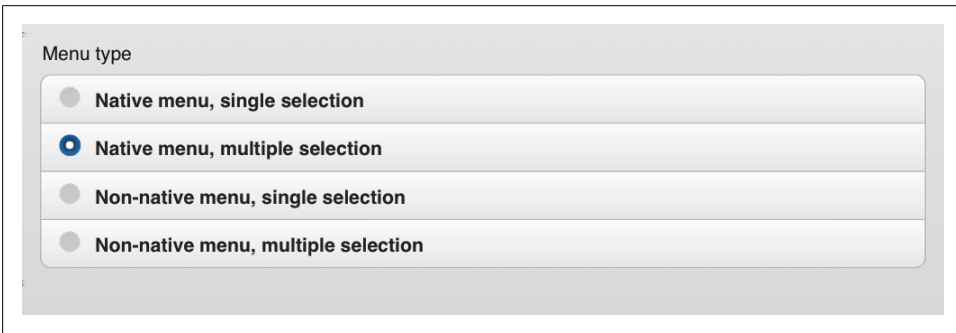 Menu type
Native menu, single selection
Native menu, multiple selection
Non-native menu, single selection
Non-native menu, multiple selection